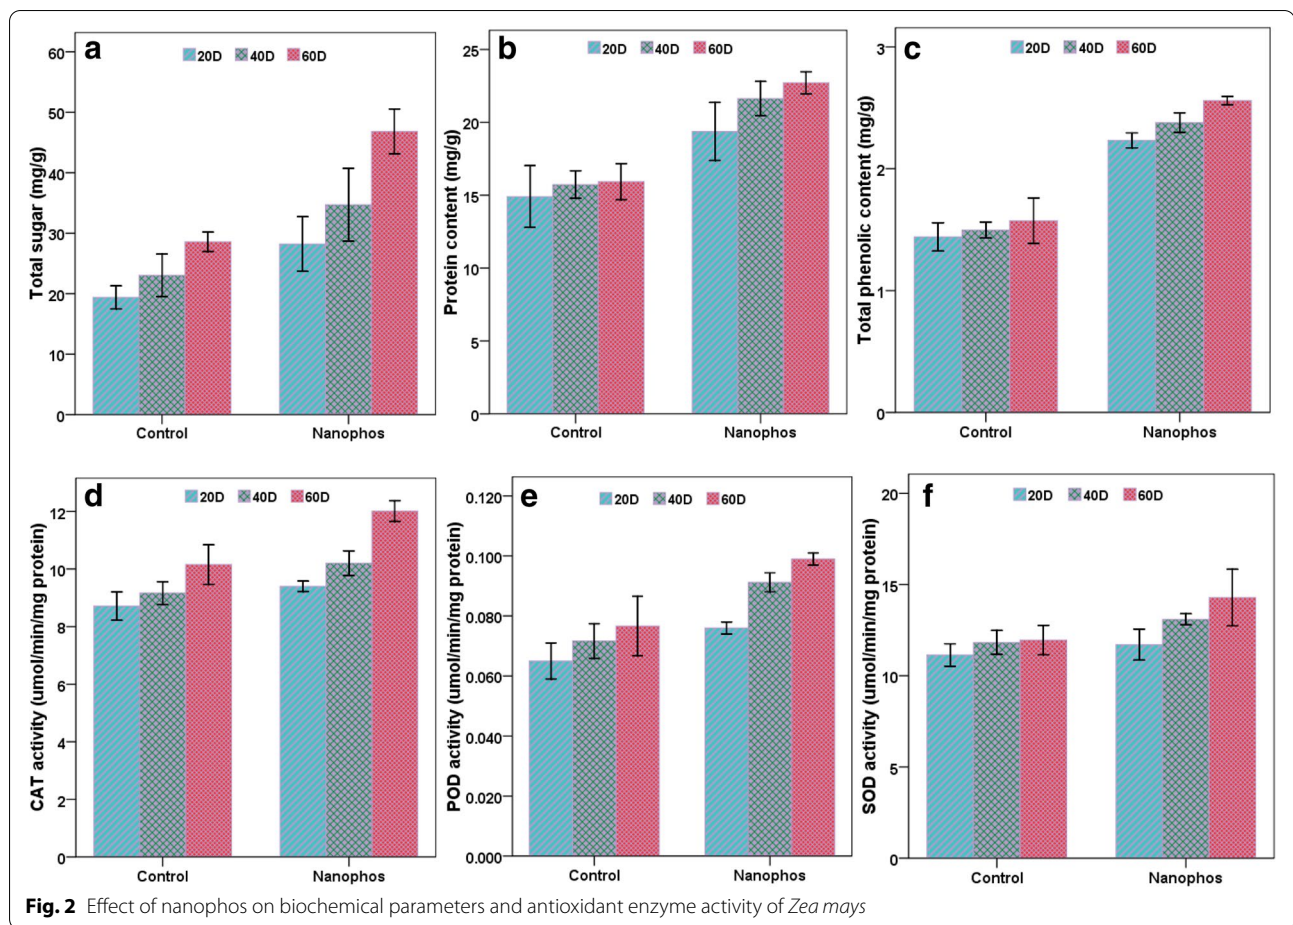 a
20D 40D 60D
60
50
40
30
20
10
0
Total sugar (mg/g)
Control Nanophos
b
20D 40D 60D
25
20
15
10
5
0
Protein content (mg/g)
Control Nanophos
c
20D 40D 60D
3
2
1
0
Total phenolic content (mg/g)
Control Nanophos
d
20D 40D 60D
12
10
8
6
4
2
0
CAT activity (umol/min/mg protein)
Control Nanophos
e
20D 40D 60D
0.120
0.100
0.080
0.060
0.040
0.020
0.000
POD activity (umol/min/mg protein)
Control Nanophos
f
20D 40D 60D
20
15
10
5
0
SOD activity (umol/min/mg protein)
Control Nanophos
Fig. 2 Effect of nanophos on biochemical parameters and antioxidant enzyme activity of Zea mays